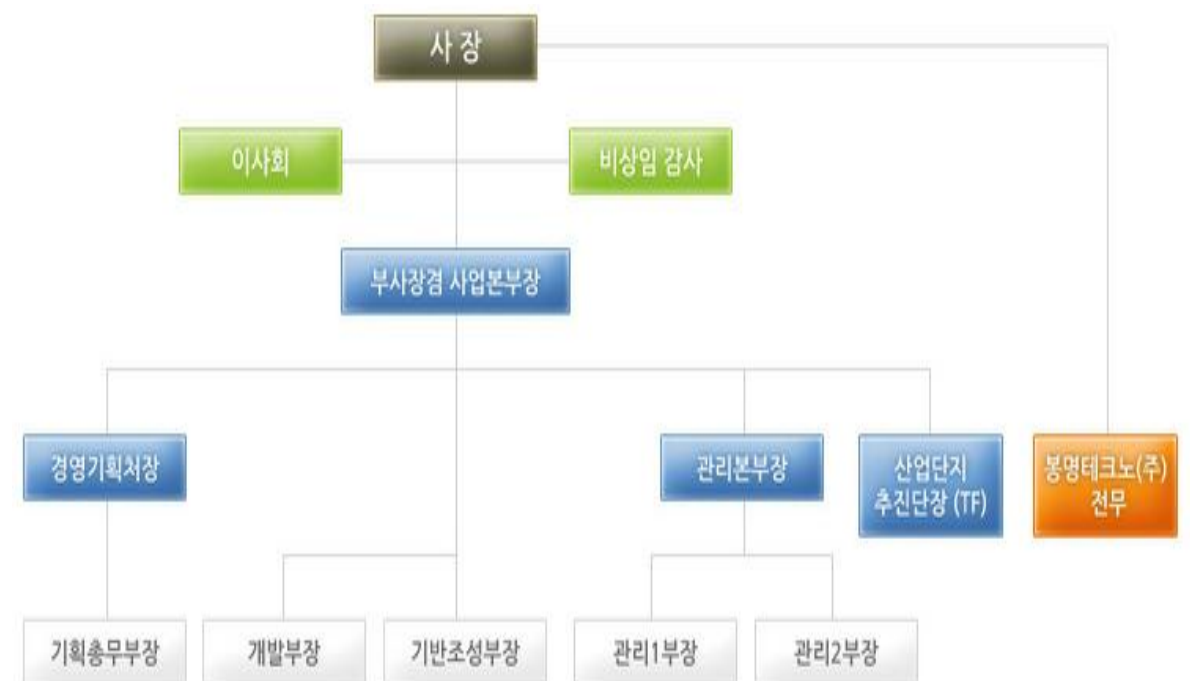 사 장
이사회
비상임 감사
부사장겸 사업본부장
경영기획처장
관리본부장
산업단지
추진단장 (TF)
봉명테크노(주)
전무
기획총무부장
개발부장
기반조성부장
관리1부장
관리2부장